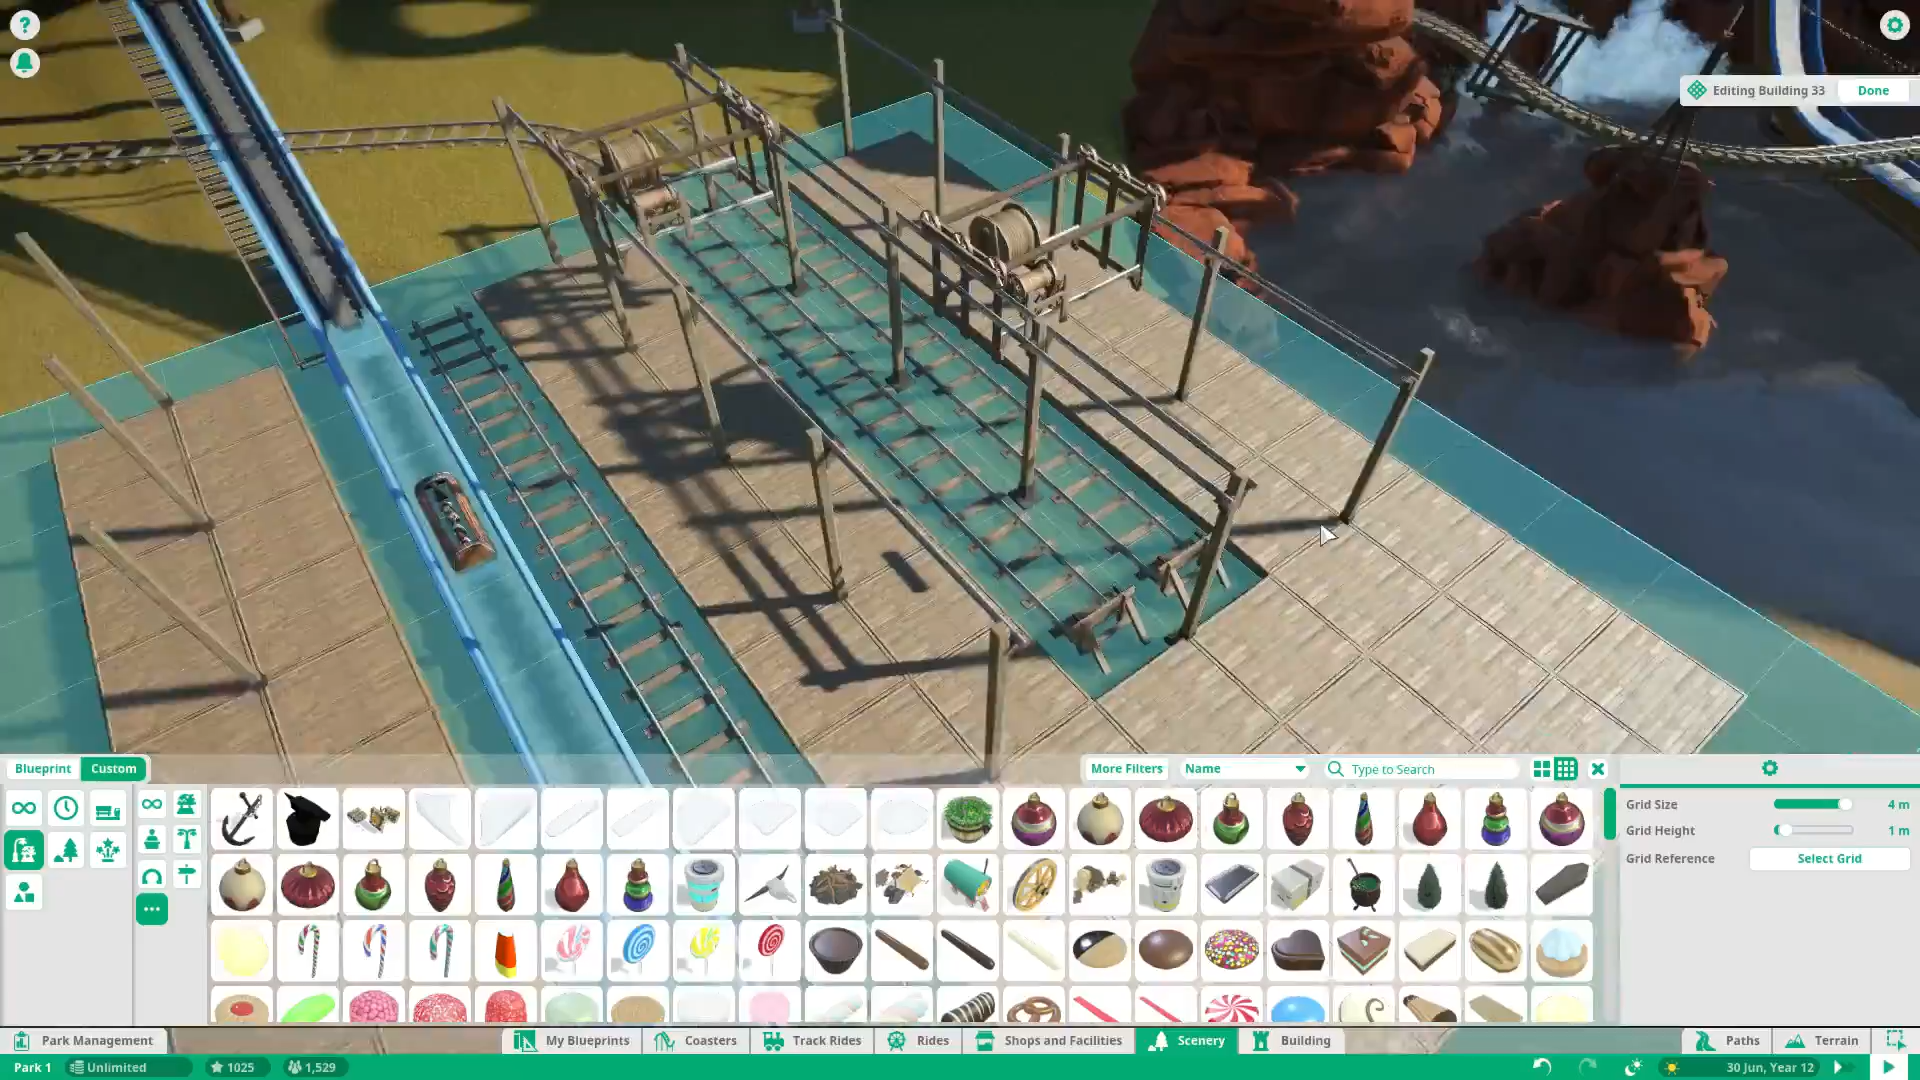 ?
Editing Building 33 Done
Blueprint Custom
More Filters Name Type to Search
Grid Size 4 m
Grid Height 1 m
Grid Reference Select Grid
Park Management My Blueprints Coasters Track Rides Rides Shops and Facilities Scenery Building Paths Terrain
Park 1 Unlimited 1025 1,529 30 Jun, Year 12